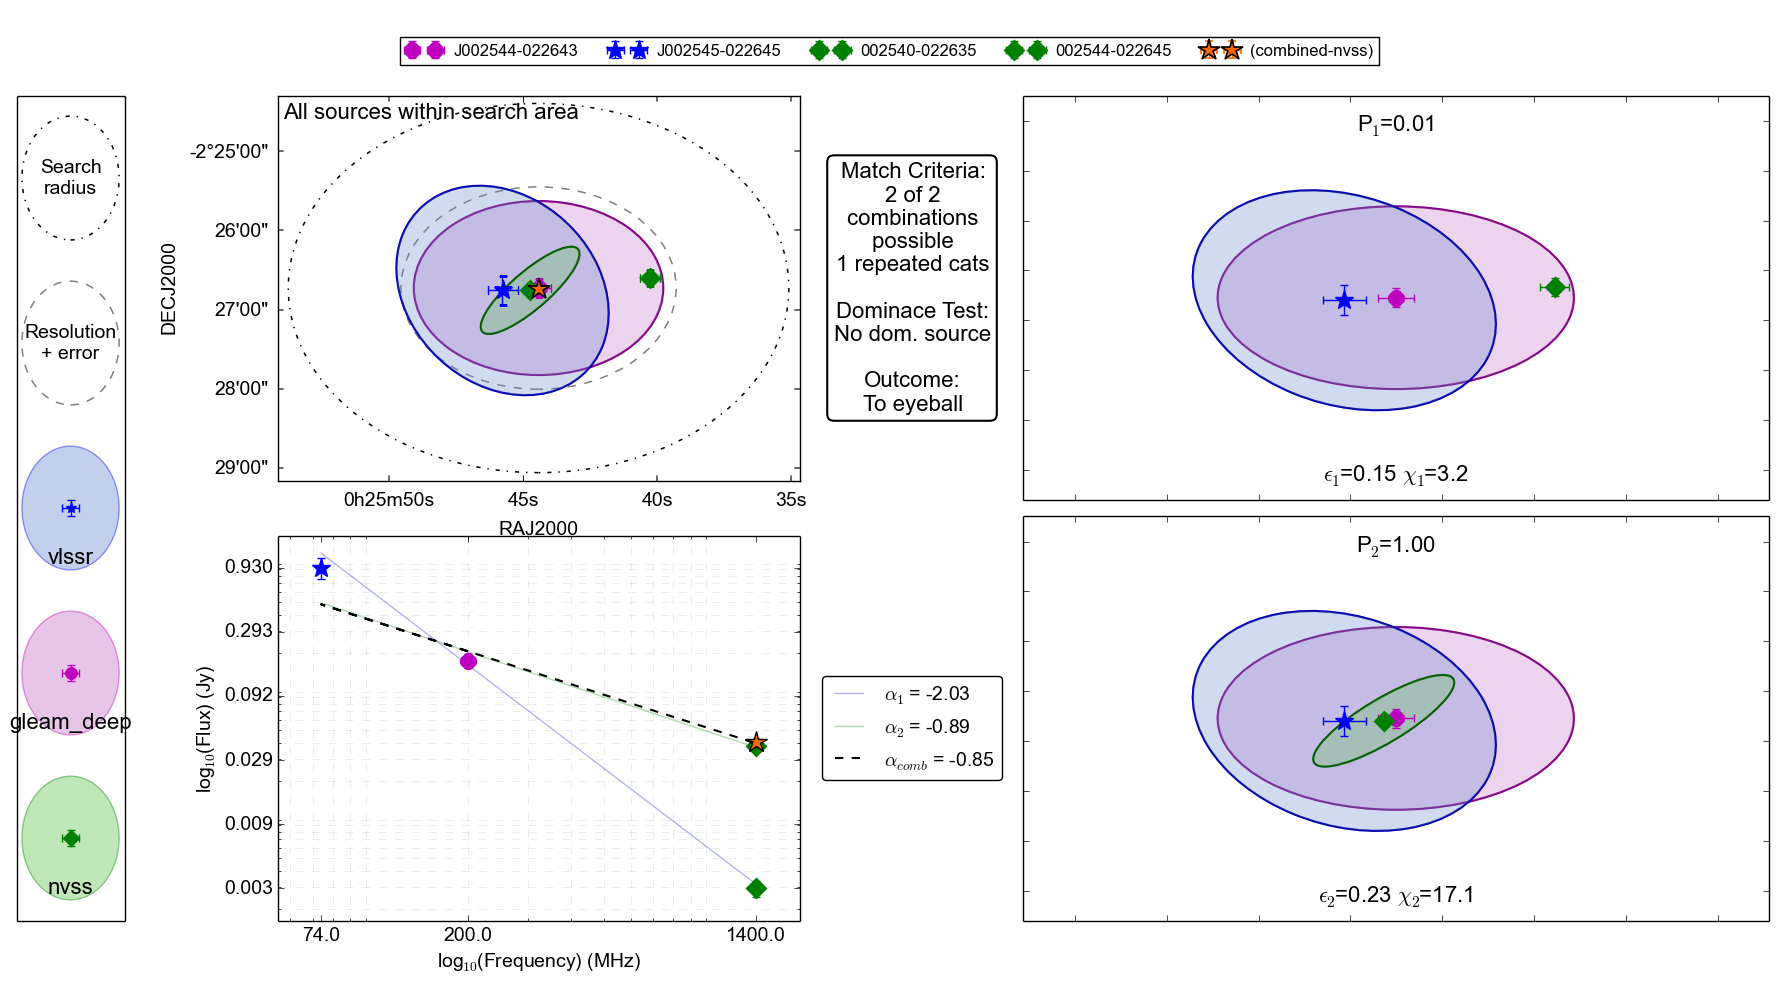 J002544-022643 J002545-022645 002540-022635 002544-022645 (combined-nvss)
Search
radius
Resolution
+ error
vlssr
gleam_deep
nvss
All sources within search area
-2°25'00"
26'00"
27'00"
28'00"
29'00"
DECJ2000
0h25m50s 45s 40s 35s
RAJ2000
Match Criteria:
2 of 2
combinations
possible
1 repeated cats
Dominace Test:
No dom. source
Outcome:
To eyeball
P₁=0.01
ϵ₁=0.15 χ₁=3.2
0.930
0.293
0.092
0.029
0.009
0.003
log₁₀(Flux) (Jy)
74.0 200.0 1400.0
log₁₀(Frequency) (MHz)
α₁ = -2.03
α₂ = -0.89
α_comb = -0.85
P₂=1.00
ϵ₂=0.23 χ₂=17.1